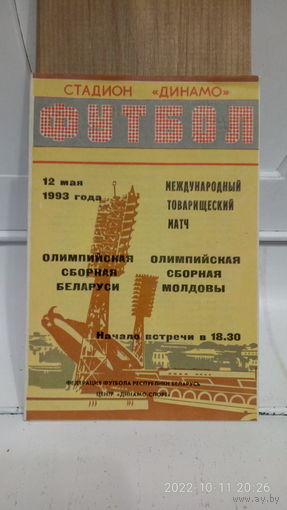 СТАДИОН «ДИНАМО»
ФУТБОЛ
12 мая
1993 года
МЕЖДУНАРОДНЫЙ
ТОВАРИЩЕСКИЙ
МАТЧ
ОЛИМПИЙСКАЯ
СБОРНАЯ
БЕЛАРУСИ
ОЛИМПИЙСКАЯ
СБОРНАЯ
МОЛДОВЫ
Начало встречи в 18.30
ФЕДЕРАЦИЯ ФУТБОЛА РЕСПУБЛИКИ БЕЛАРУСЬ
ЦЕНТР «ДИНАМО-СПОРТ»
2022-10-11 20:26
www.ay.by